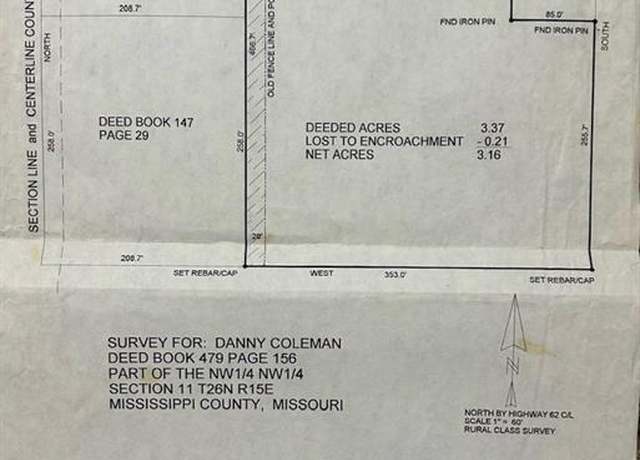 208.7'
85.0'
FND IRON PIN
FND IRON PIN
SOUTH
SECTION LINE and CENTERLINE COUN
NORTH
258.0'
OLD FENCE LINE AND PO
DEED BOOK 147
PAGE 29
258.0'
DEEDED ACRES 3.37
LOST TO ENCROACHMENT - 0.21
NET ACRES 3.16
255.7'
208.7'
SET REBAR/CAP
WEST
353.0'
SET REBAR/CAP
SURVEY FOR: DANNY COLEMAN
DEED BOOK 479 PAGE 156
PART OF THE NW1/4 NW1/4
SECTION 11 T26N R15E
MISSISSIPPI COUNTY, MISSOURI
N
NORTH BY HIGHWAY 62 C/L
SCALE 1" = 60'
RURAL CLASS SURVEY